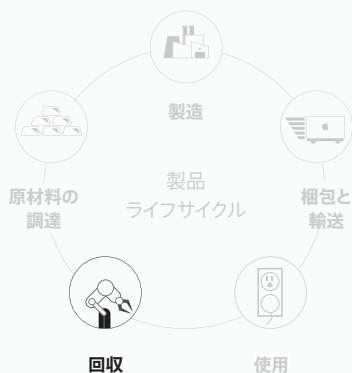 製造
原材料の
調達
製品
ライフサイクル
梱包と
輸送
回収
使用